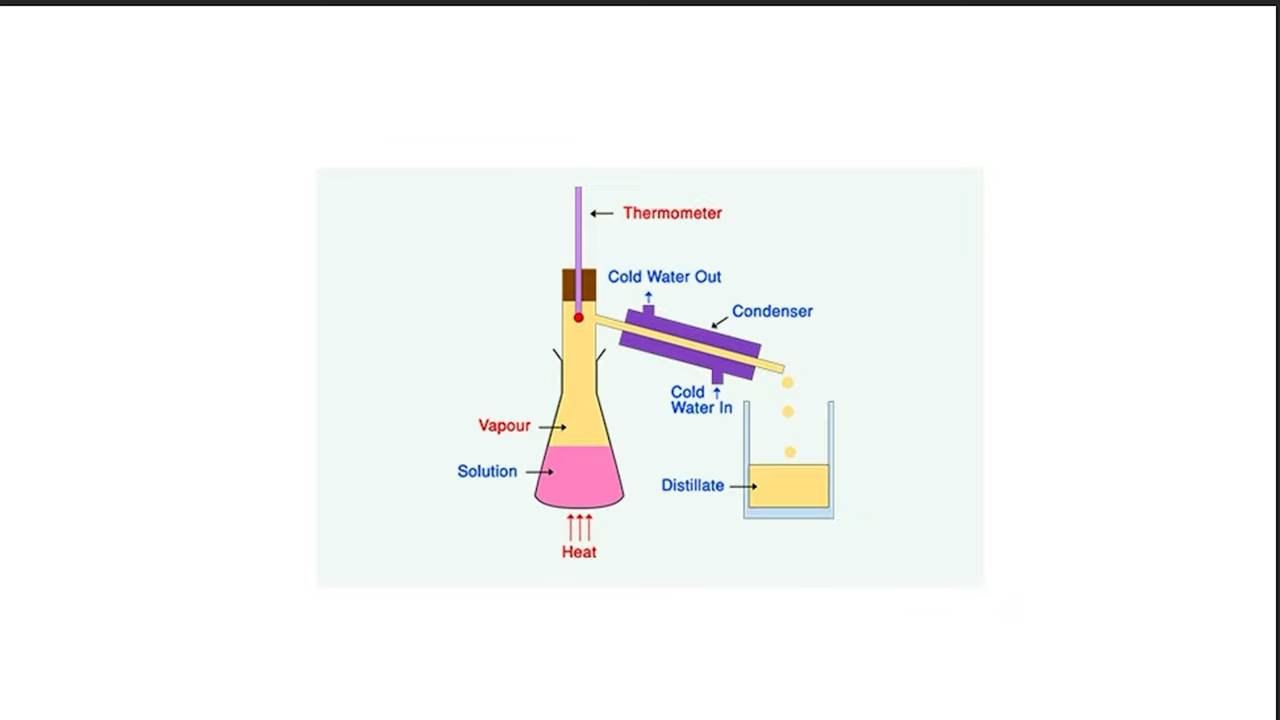 Thermometer
Cold Water Out
Condenser
Cold
Water In
Vapour
Solution
Distillate
Heat